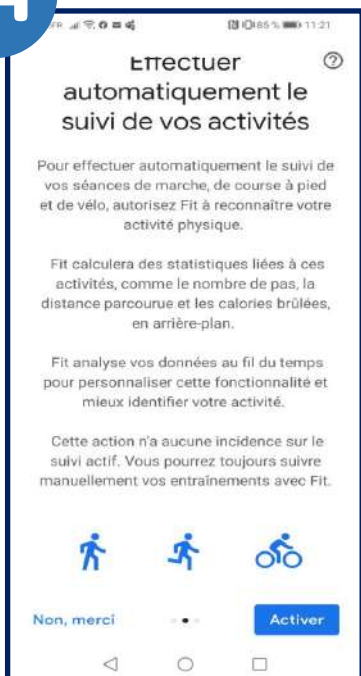 4
FR 85 % 11:21
Effectuer
automatiquement le
suivi de vos activités
Pour effectuer automatiquement le suivi de
vos séances de marche, de course à pied
et de vélo, autorisez Fit à reconnaître votre
activité physique.
Fit calculera des statistiques liées à ces
activités, comme le nombre de pas, la
distance parcourue et les calories brûlées,
en arrière-plan.
Fit analyse vos données au fil du temps
pour personnaliser cette fonctionnalité et
mieux identifier votre activité.
Cette action n'a aucune incidence sur le
suivi actif. Vous pourrez toujours suivre
manuellement vos entraînements avec Fit.
Non, merci Activer